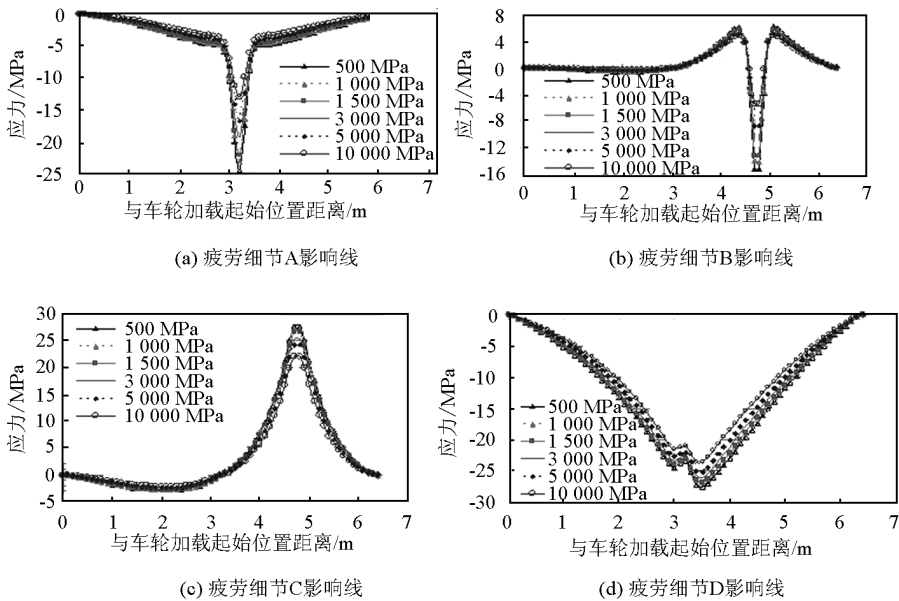 应力/MPa
0
-5
-10
-15
-20
-25
500 MPa
1 000 MPa
1 500 MPa
3 000 MPa
5 000 MPa
10 000 MPa
0 1 2 3 4 5 6 7
与车轮加载起始位置距离/m
(a) 疲劳细节A影响线
应力/MPa
8
4
0
-4
-8
-12
-16
500 MPa
1 000 MPa
1 500 MPa
3 000 MPa
5 000 MPa
10,000 MPa
0 1 2 3 4 5 6 7
与车轮加载起始位置距离/m
(b) 疲劳细节B影响线
应力/MPa
30
25
20
15
10
5
0
-5
500 MPa
1 000 MPa
1 500 MPa
3 000 MPa
5 000 MPa
10 000 MPa
0 1 2 3 4 5 6 7
与车轮加载起始位置距离/m
(c) 疲劳细节C影响线
应力/MPa
0
-5
-10
-15
-20
-25
-30
500 MPa
1 000 MPa
1 500 MPa
3 000 MPa
5 000 MPa
10 000 MPa
0 1 2 3 4 5 6 7
与车轮加载起始位置距离/m
(d) 疲劳细节D影响线